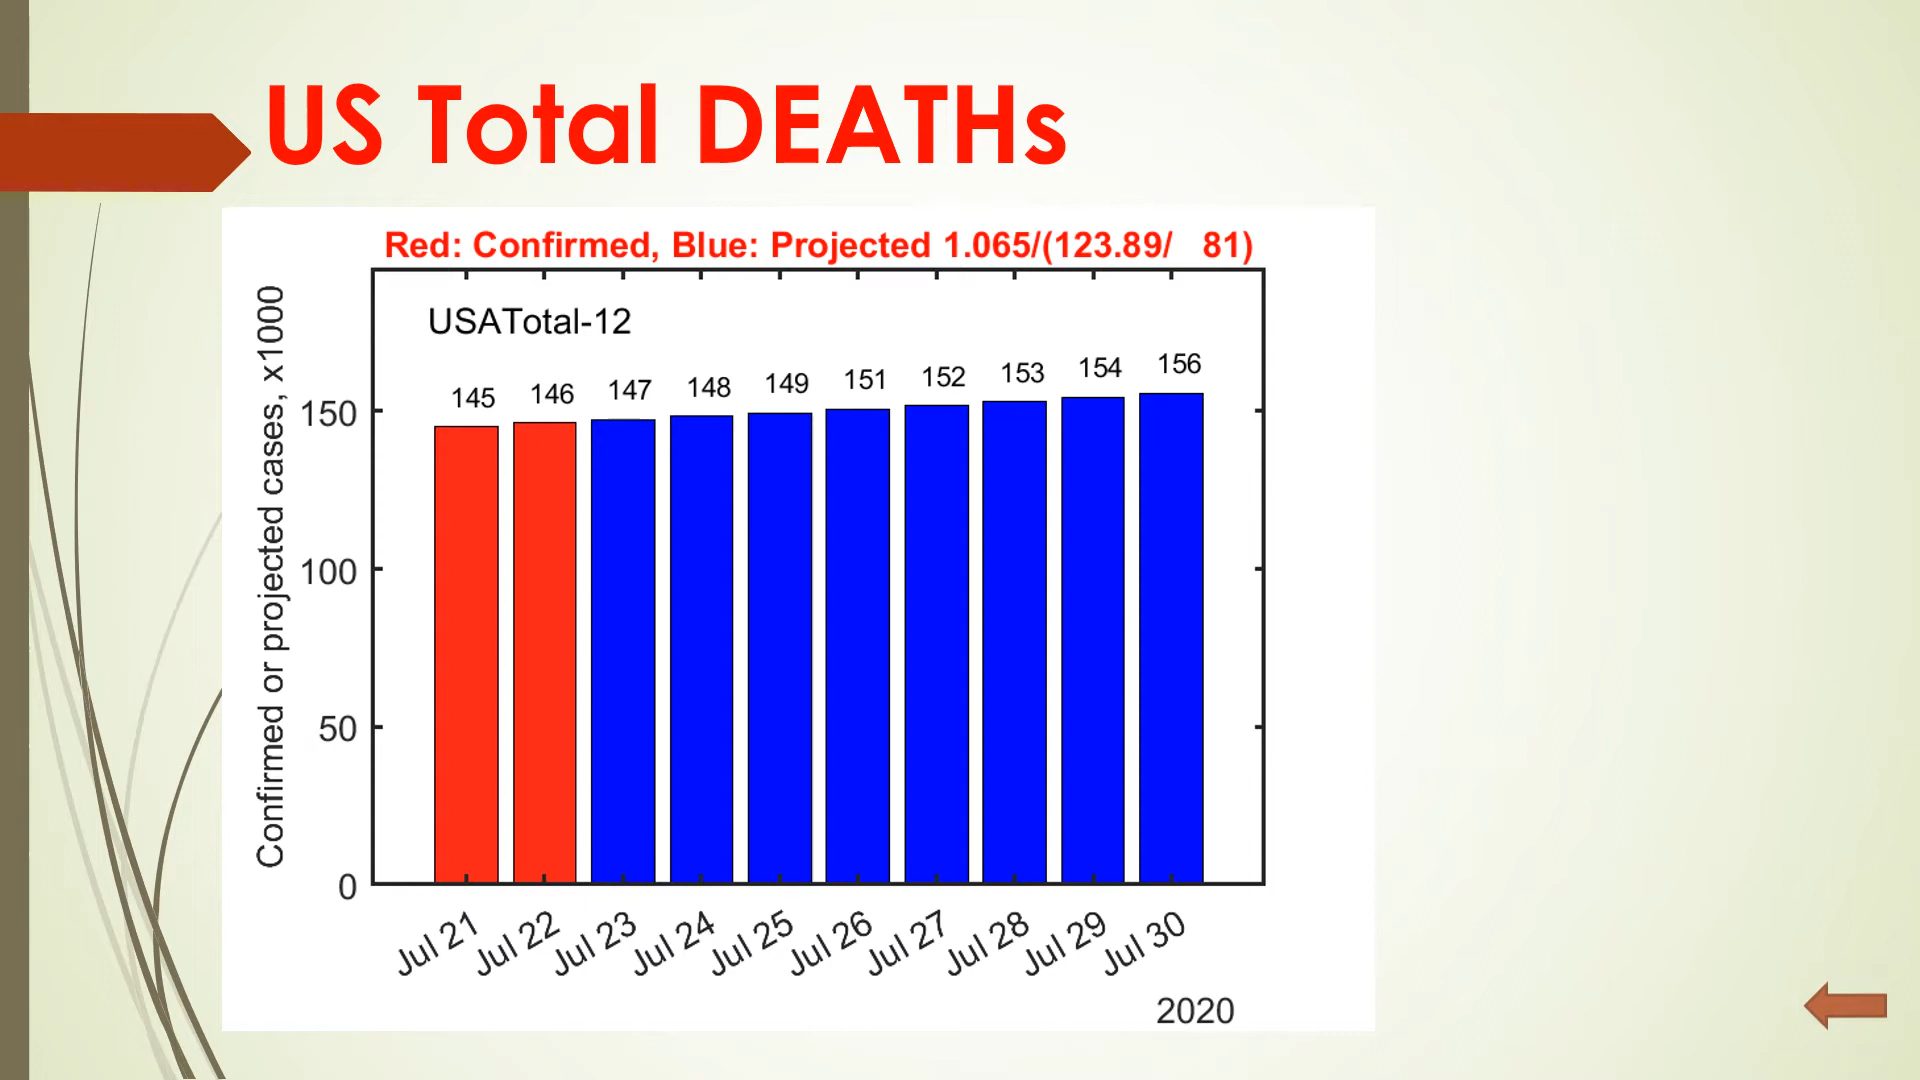 US Total DEATHs
Red: Confirmed, Blue: Projected 1.065/(123.89/ 81)
Confirmed or projected cases, x1000
USATotal-12
145 146 147 148 149 151 152 153 154 156
150
100
50
0
Jul 21 Jul 22 Jul 23 Jul 24 Jul 25 Jul 26 Jul 27 Jul 28 Jul 29 Jul 30
2020